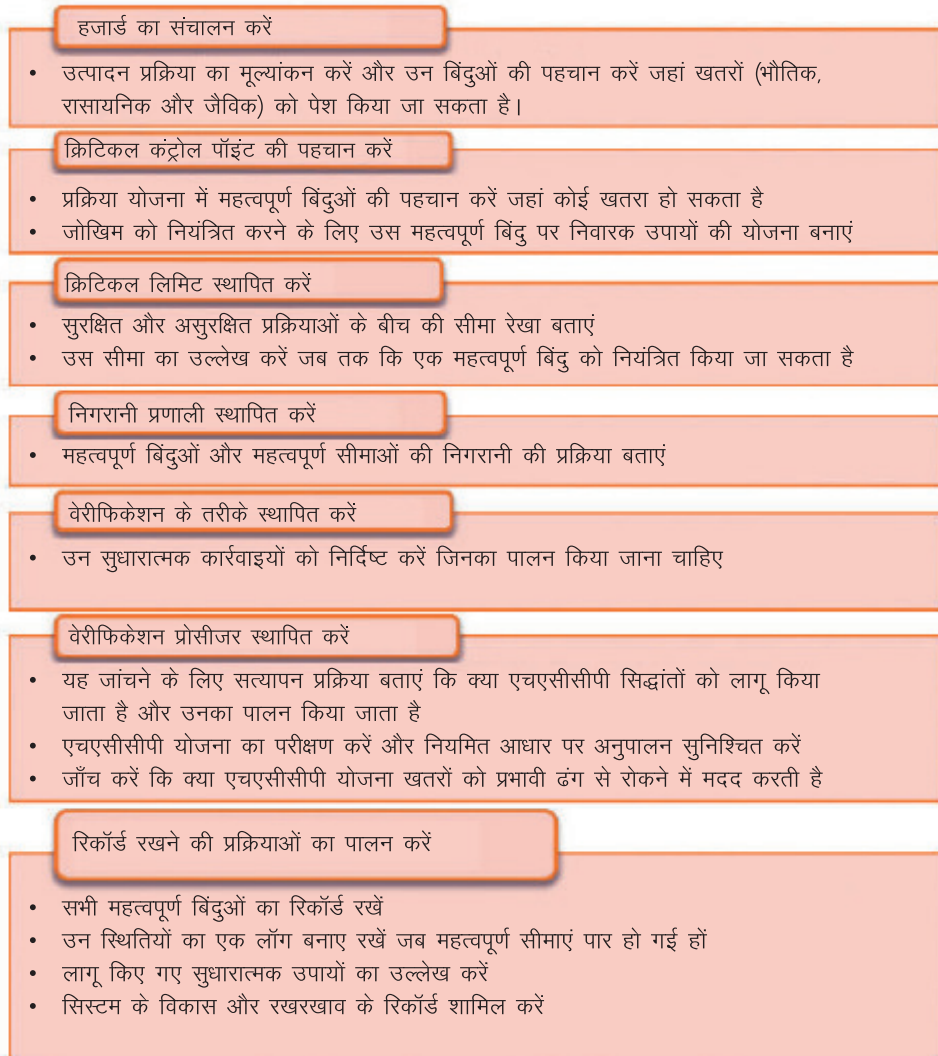 हजार्ड का संचालन करें
• उत्पादन प्रक्रिया का मूल्यांकन करें और उन बिंदुओं की पहचान करें जहां खतरों (भौतिक,
रासायनिक और जैविक) को पेश किया जा सकता है।
क्रिटिकल कंट्रोल पॉइंट की पहचान करें
• प्रक्रिया योजना में महत्वपूर्ण बिंदुओं की पहचान करें जहां कोई खतरा हो सकता है
• जोखिम को नियंत्रित करने के लिए उस महत्वपूर्ण बिंदु पर निवारक उपायों की योजना बनाएं
क्रिटिकल लिमिट स्थापित करें
• सुरक्षित और असुरक्षित प्रक्रियाओं के बीच की सीमा रेखा बताएं
• उस सीमा का उल्लेख करें जब तक कि एक महत्वपूर्ण बिंदु को नियंत्रित किया जा सकता है
निगरानी प्रणाली स्थापित करें
• महत्वपूर्ण बिंदुओं और महत्वपूर्ण सीमाओं की निगरानी की प्रक्रिया बताएं
वेरीफिकेशन के तरीके स्थापित करें
• उन सुधारात्मक कार्रवाइयों को निर्दिष्ट करें जिनका पालन किया जाना चाहिए
वेरीफिकेशन प्रोसीजर स्थापित करें
• यह जांचने के लिए सत्यापन प्रक्रिया बताएं कि क्या एचएसीसीपी सिद्धांतों को लागू किया
जाता है और उनका पालन किया जाता है
• एचएसीसीपी योजना का परीक्षण करें और नियमित आधार पर अनुपालन सुनिश्चित करें
• जाँच करें कि क्या एचएसीसीपी योजना खतरों को प्रभावी ढंग से रोकने में मदद करती है
रिकॉर्ड रखने की प्रक्रियाओं का पालन करें
• सभी महत्वपूर्ण बिंदुओं का रिकॉर्ड रखें
• उन स्थितियों का एक लॉग बनाए रखें जब महत्वपूर्ण सीमाएं पार हो गई हों
• लागू किए गए सुधारात्मक उपायों का उल्लेख करें
• सिस्टम के विकास और रखरखाव के रिकॉर्ड शामिल करें